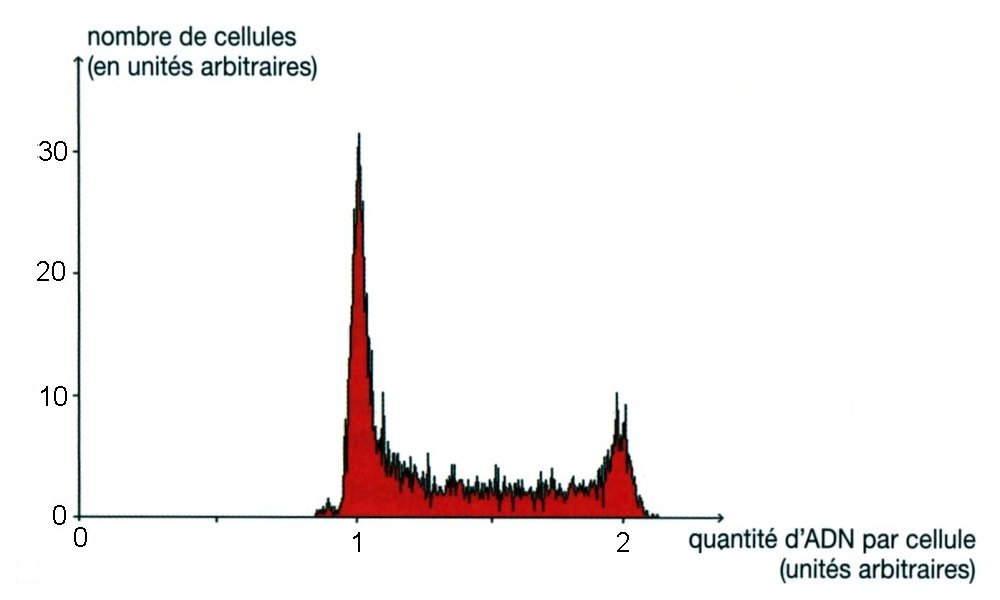 nombre de cellules
(en unités arbitraires)
30
20
10
0
0
1
2
quantité d'ADN par cellule
(unités arbitraires)